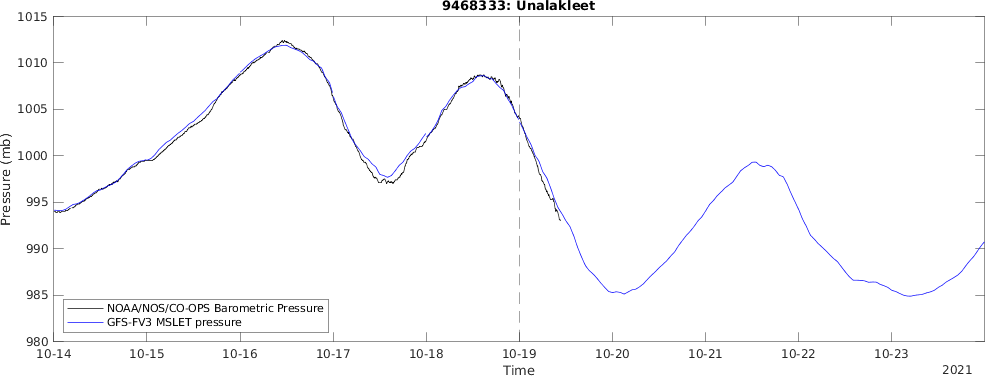 9468333: Unalakleet
1015
1010
1005
1000
995
990
985
980
Pressure (mb)
NOAA/NOS/CO-OPS Barometric Pressure
GFS-FV3 MSLET pressure
10-14 10-15 10-16 10-17 10-18 10-19 10-20 10-21 10-22 10-23
Time
2021